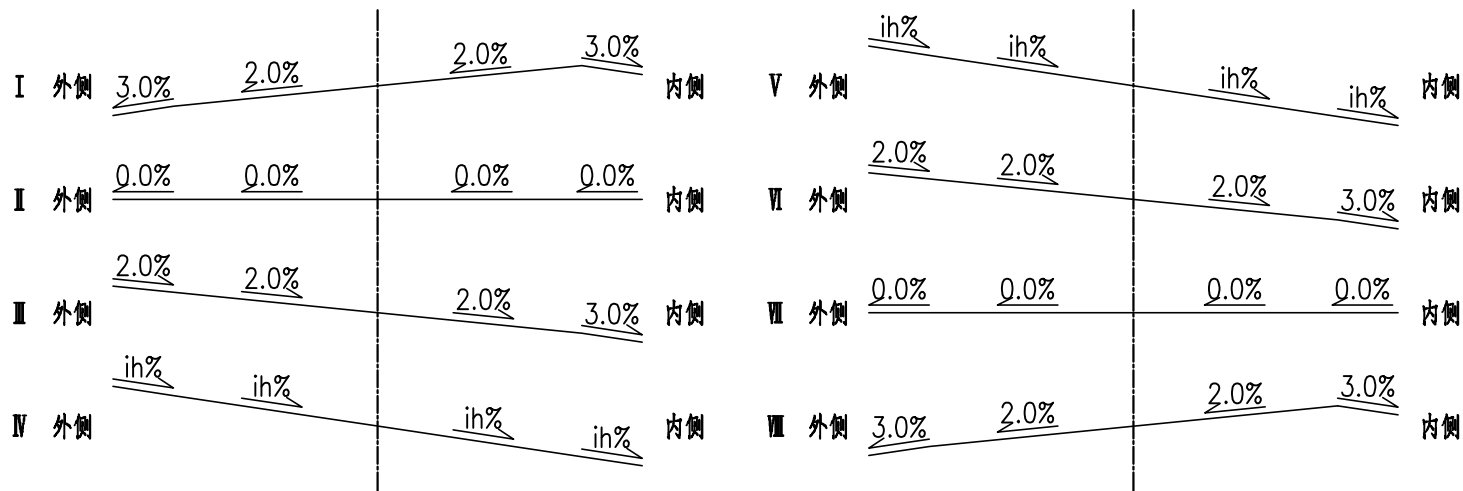 I 外侧 3.0% 2.0% 2.0% 3.0% 内侧
II 外侧 0.0% 0.0% 0.0% 0.0% 内侧
III 外侧 2.0% 2.0% 2.0% 3.0% 内侧
IV 外侧 ih% ih% ih% ih% 内侧
V 外侧 ih% ih% ih% ih% 内侧
VI 外侧 2.0% 2.0% 2.0% 3.0% 内侧
VII 外侧 0.0% 0.0% 0.0% 0.0% 内侧
VIII 外侧 3.0% 2.0% 2.0% 3.0% 内侧